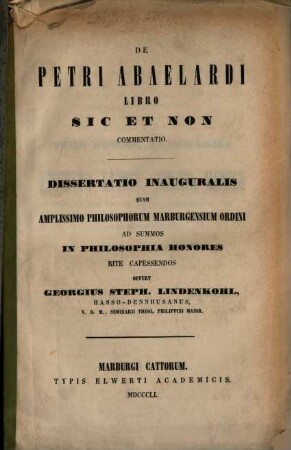 DE
PETRI ABAELARDI
LIBRO
SIC ET NON
COMMENTATIO.
DISSERTATIO INAUGURALIS
QUAM
AMPLISSIMO PHILOSOPHORUM MARBURGENSIUM ORDINI
AD SUMMOS
IN PHILOSOPHIA HONORES
RITE CAPESSENDOS
OFFERT
GEORGIUS STEPH. LINDENKOHL,
HASSO-DENNHUSANUS,
V. D. M., SEMINARII THEOL. PHILIPPINI MAIOR.
MARBURGI CATTORUM.
TYPIS ELWERTI ACADEMICIS.
MDCCCLI.